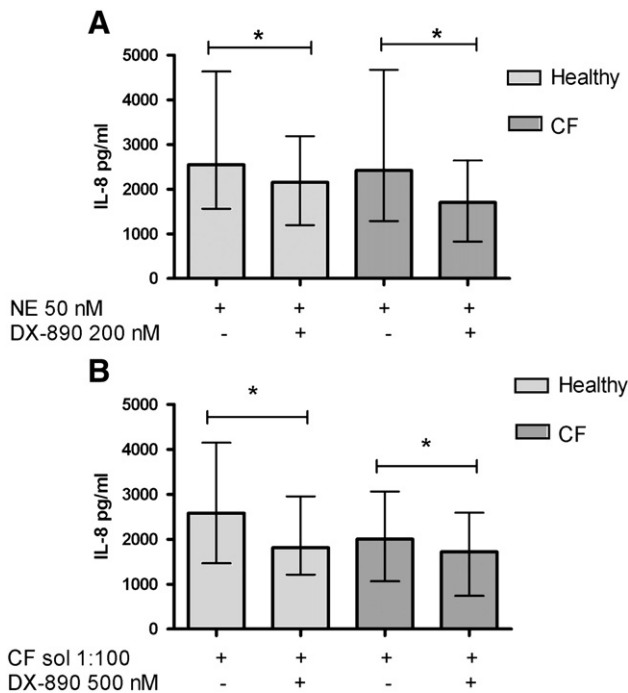 A
* *
5000
4000
3000
2000
1000
0
IL-8 pg/ml
Healthy
CF
NE 50 nM + + + +
DX-890 200 nM - + - +
B
* *
5000
4000
3000
2000
1000
0
IL-8 pg/ml
Healthy
CF
CF sol 1:100 + + + +
DX-890 500 nM - + - +